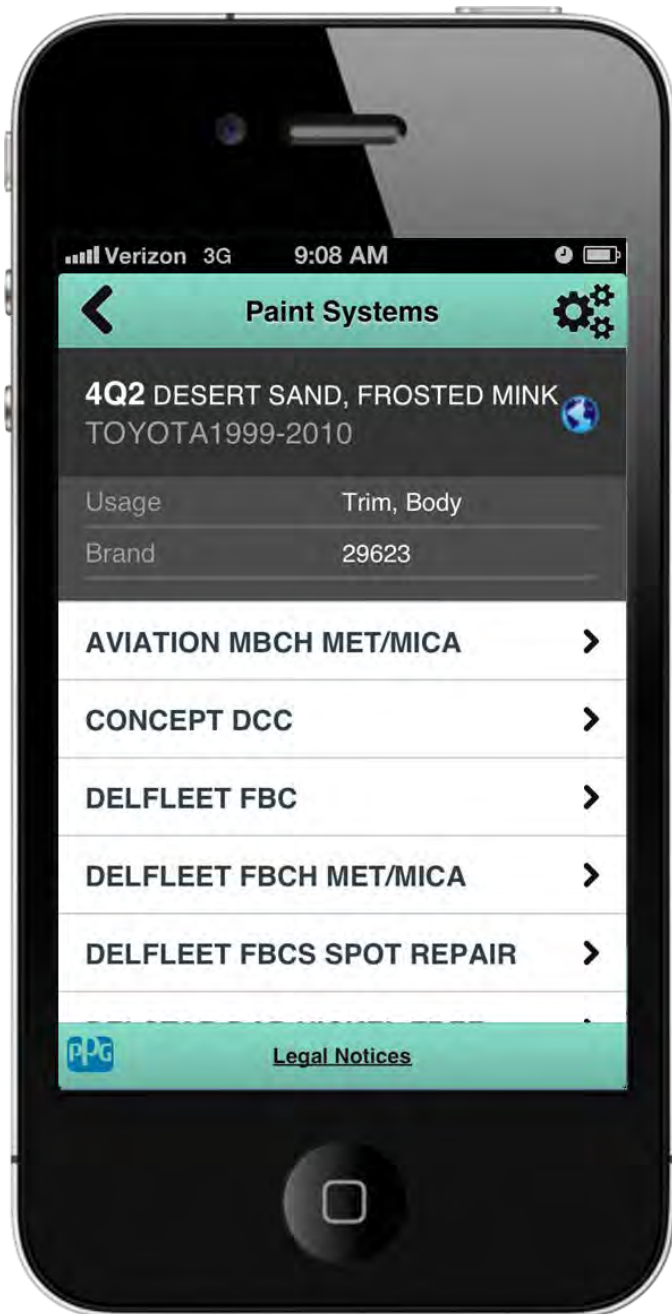 Verizon 3G 9:08 AM
Paint Systems
4Q2 DESERT SAND, FROSTED MINK
TOYOTA1999-2010
Usage Trim, Body
Brand 29623
AVIATION MBCH MET/MICA
CONCEPT DCC
DELFLEET FBC
DELFLEET FBCH MET/MICA
DELFLEET FBCS SPOT REPAIR
PPG Legal Notices